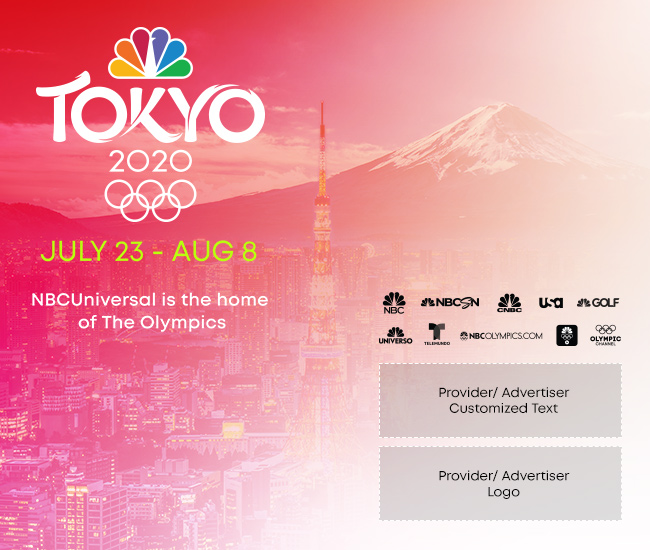 TOKYO
2020
JULY 23 - AUG 8
NBCUniversal is the home
of The Olympics
NBC NBCSN CNBC USA GOLF
UNIVERSO TELEMUNDO NBCOLYMPICS.COM OLYMPIC CHANNEL
Provider/ Advertiser
Customized Text
Provider/ Advertiser
Logo